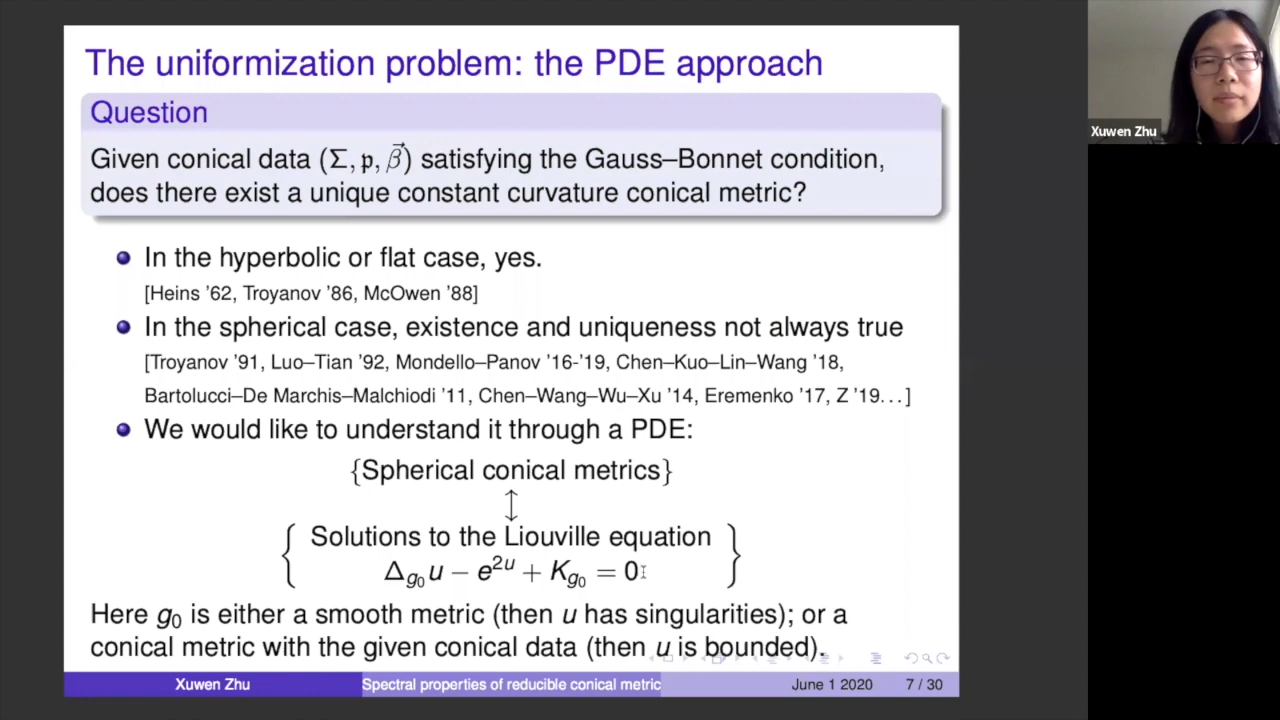 The uniformization problem: the PDE approach
Question
Given conical data (Σ, 𝔭, β⃗) satisfying the Gauss–Bonnet condition,
does there exist a unique constant curvature conical metric?
In the hyperbolic or flat case, yes.
[Heins '62, Troyanov '86, McOwen '88]
In the spherical case, existence and uniqueness not always true
[Troyanov '91, Luo–Tian '92, Mondello–Panov '16-'19, Chen–Kuo–Lin–Wang '18,
Bartolucci–De Marchis–Malchiodi '11, Chen–Wang–Wu–Xu '14, Eremenko '17, Z '19...]
We would like to understand it through a PDE:
{Spherical conical metrics}
↕
Solutions to the Liouville equation
Δ_{g₀}u − e^{2u} + K_{g₀} = 0
Here g₀ is either a smooth metric (then u has singularities); or a
conical metric with the given conical data (then u is bounded).
Xuwen Zhu Spectral properties of reducible conical metric June 1 2020 7 / 30
Xuwen Zhu